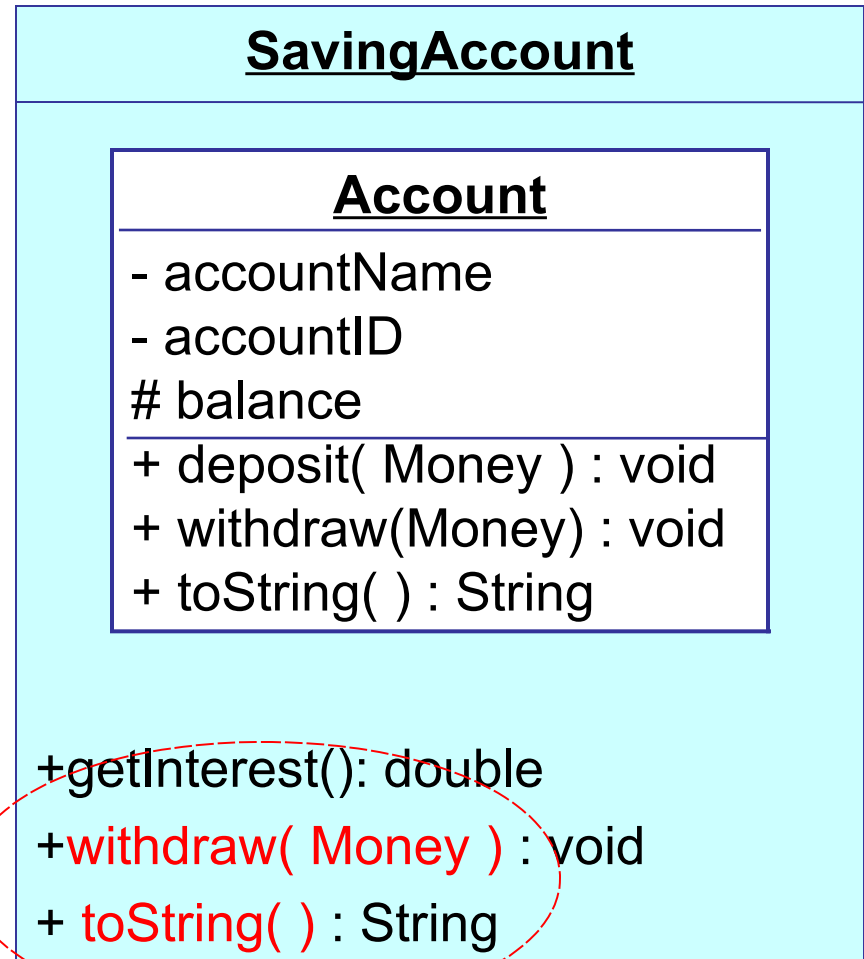 SavingAccount
Account
- accountName
- accountID
# balance
+ deposit( Money ) : void
+ withdraw(Money) : void
+ toString( ) : String
+getInterest(): double
+withdraw( Money ) : void
+ toString( ) : String